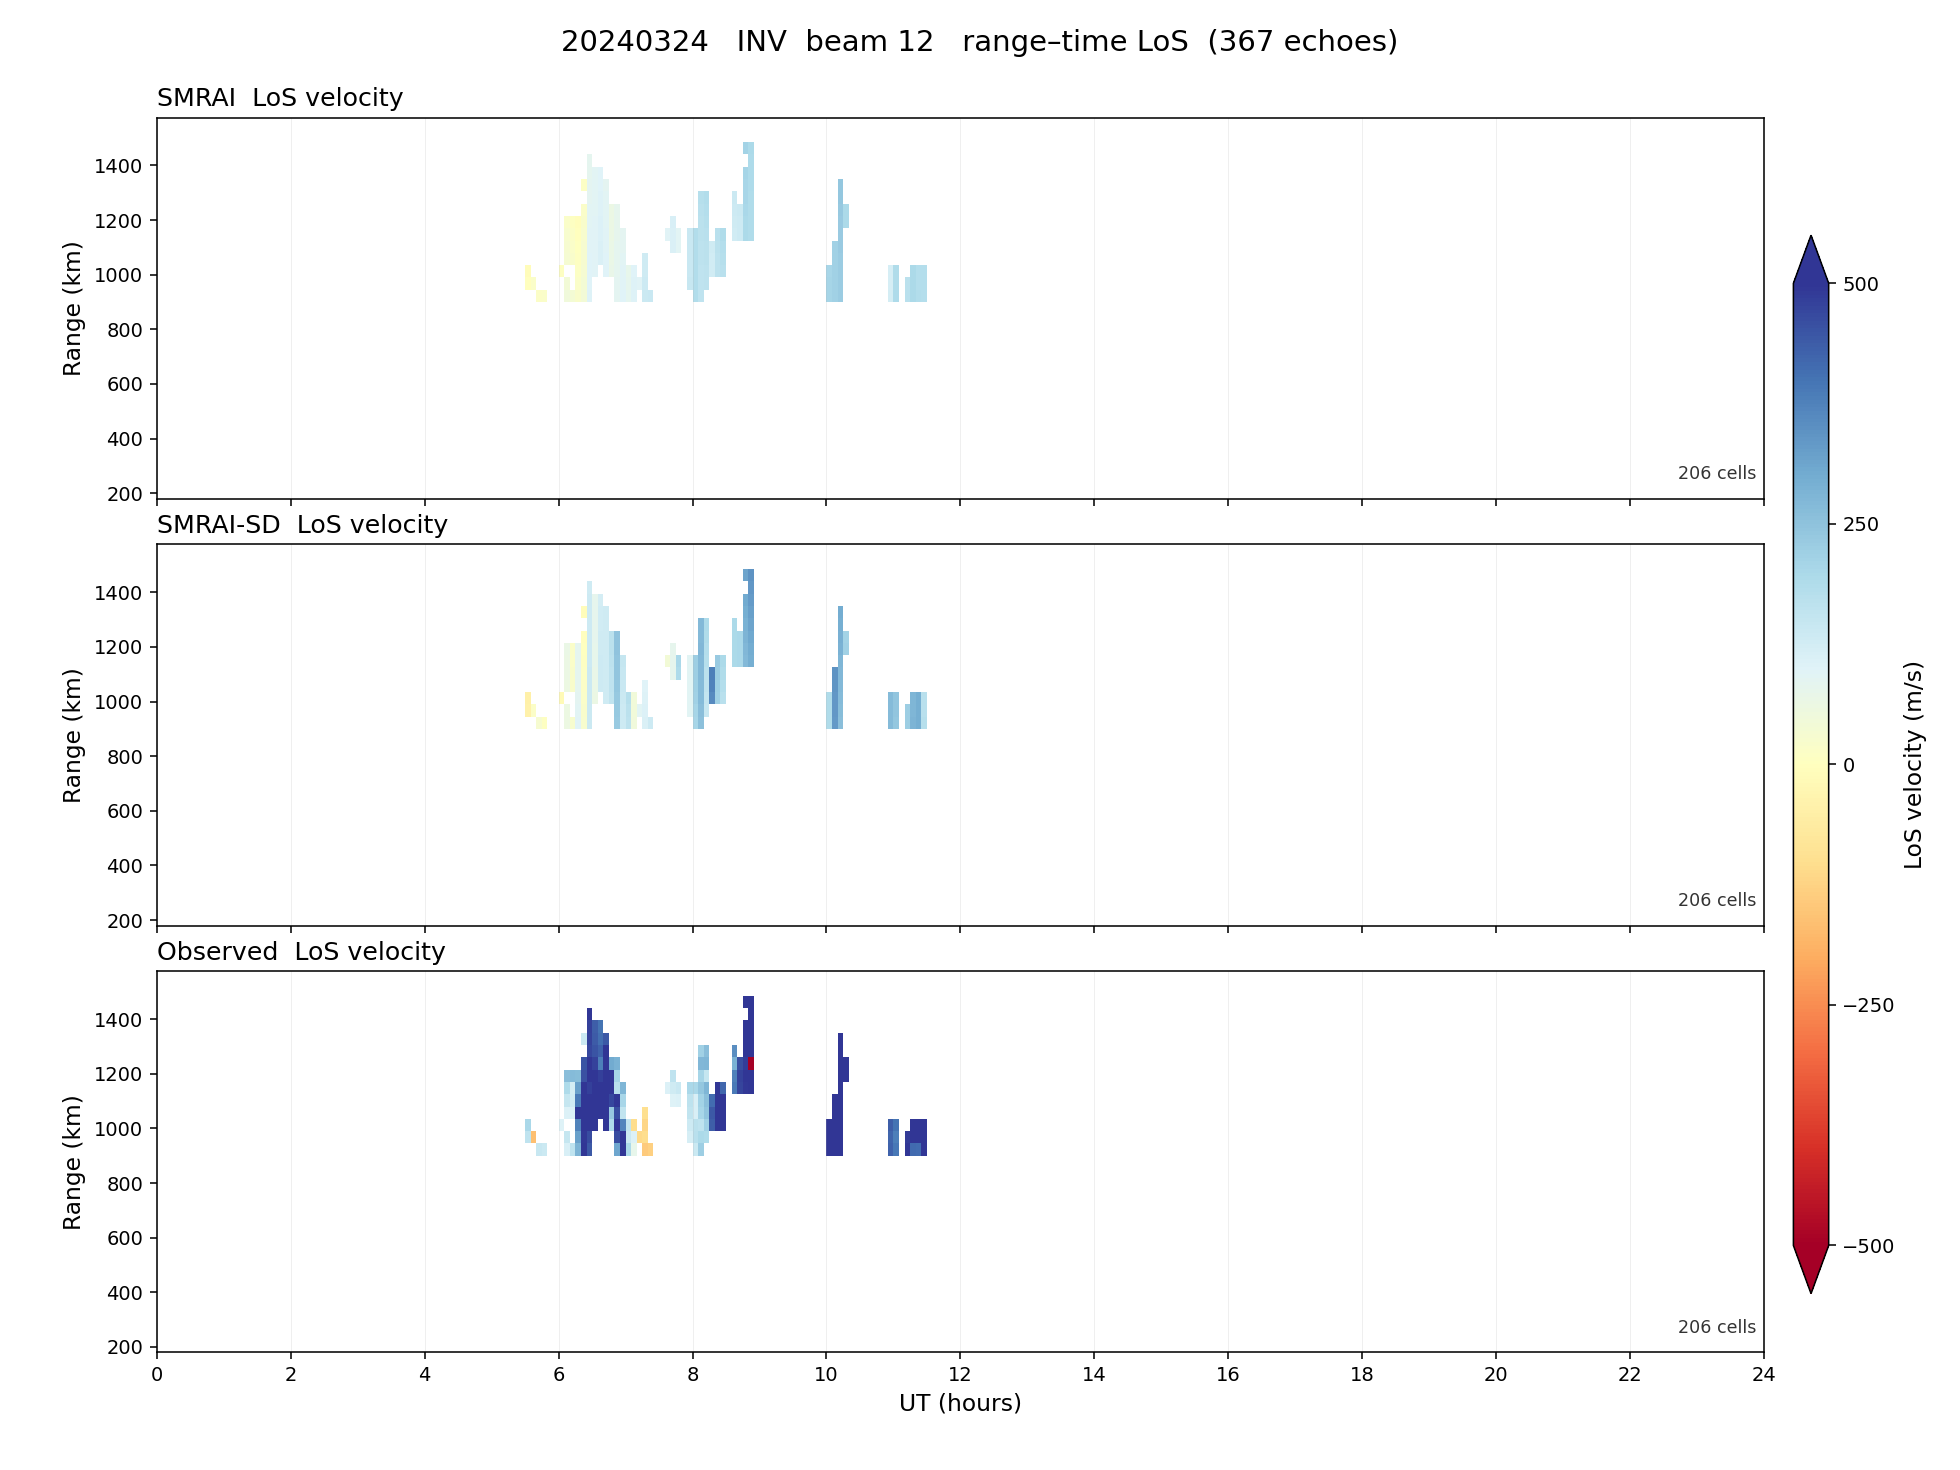 20240324   INV  beam 12   range–time LoS  (367 echoes)
SMRAI  LoS velocity
1400
1200
1000
800
600
400
200
Range (km)
206 cells
SMRAI-SD  LoS velocity
1400
1200
1000
800
600
400
200
Range (km)
206 cells
Observed  LoS velocity
1400
1200
1000
800
600
400
200
Range (km)
206 cells
0 2 4 6 8 10 12 14 16 18 20 22 24
UT (hours)
500
250
0
−250
−500
LoS velocity (m/s)